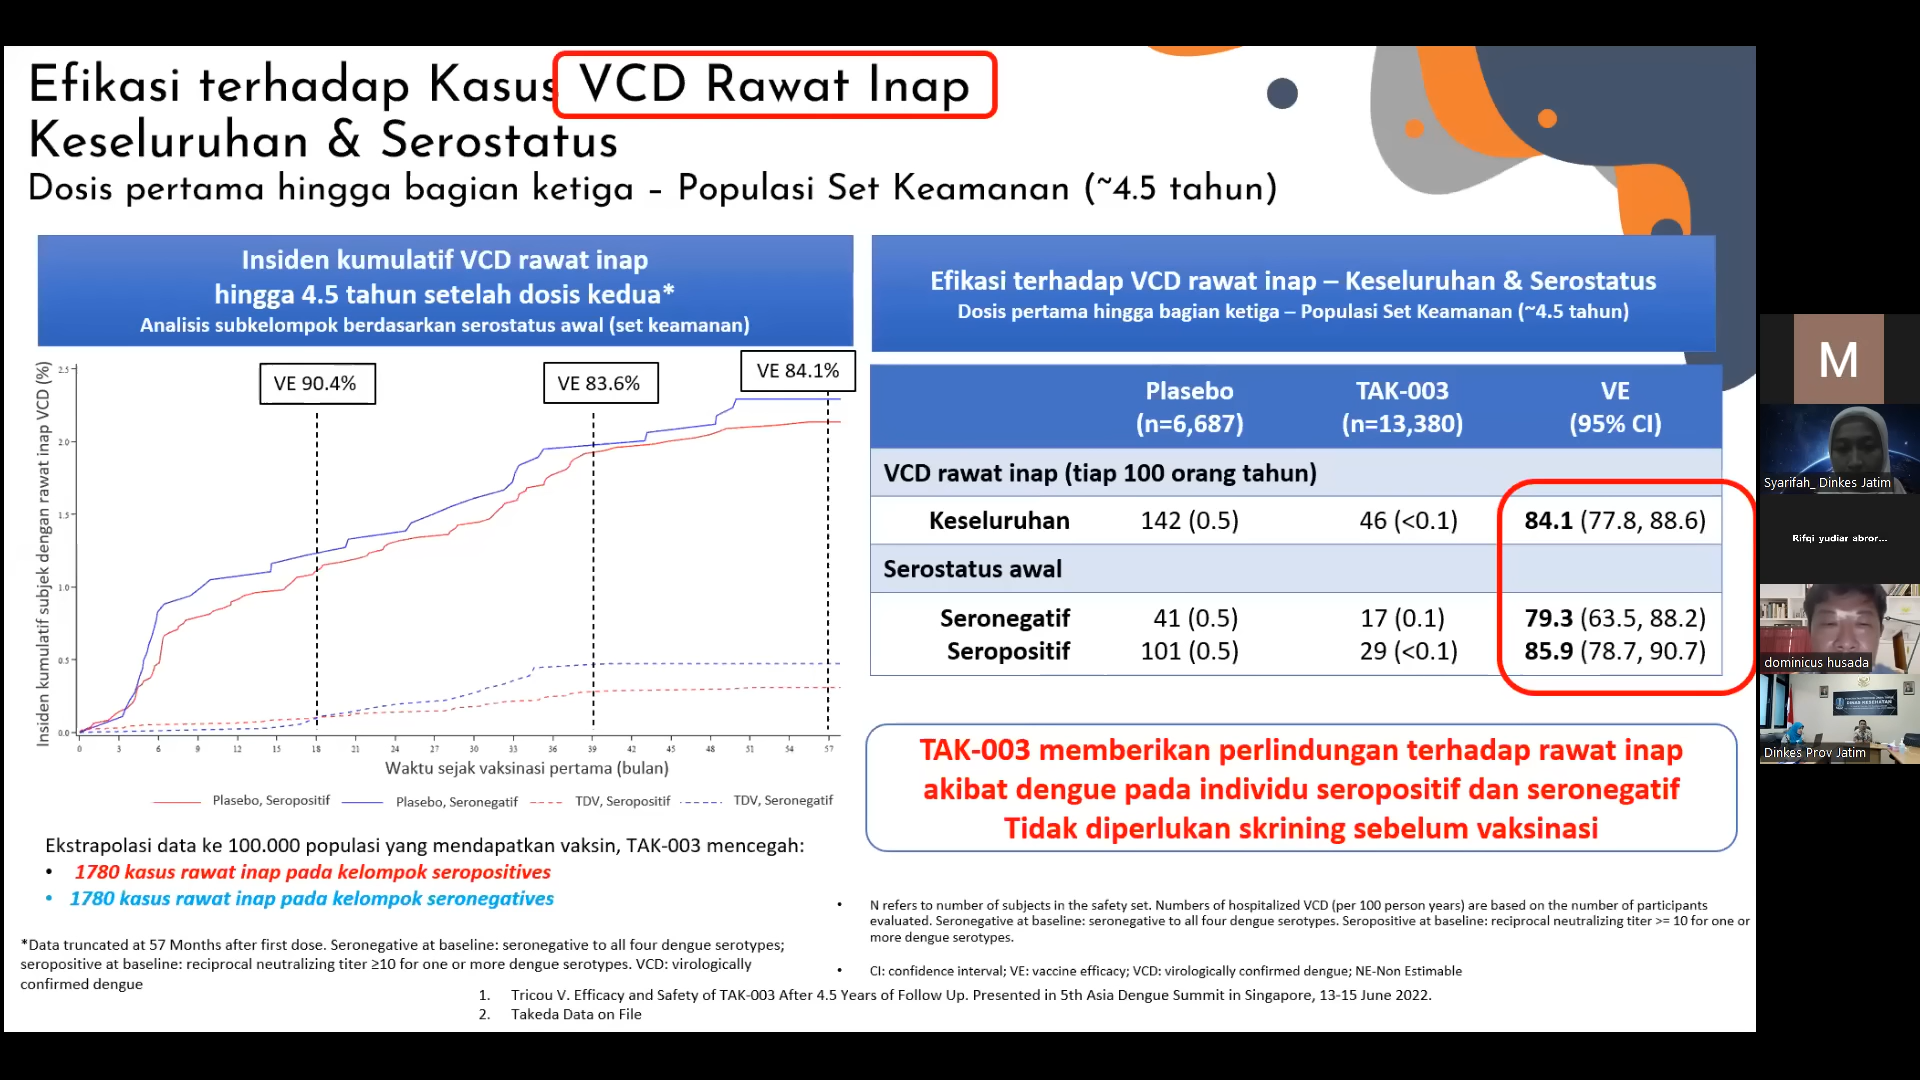 Efikasi terhadap Kasus VCD Rawat Inap
Keseluruhan & Serostatus
Dosis pertama hingga bagian ketiga – Populasi Set Keamanan (~4.5 tahun)
Insiden kumulatif VCD rawat inap
hingga 4.5 tahun setelah dosis kedua*
Analisis subkelompok berdasarkan serostatus awal (set keamanan)
Insiden kumulatif subjek dengan rawat inap VCD (%)
2.5
2.0
1.5
1.0
0.5
0.0
VE 90.4%
VE 83.6%
VE 84.1%
0 3 6 9 12 15 18 21 24 27 30 33 36 39 42 45 48 51 54 57
Waktu sejak vaksinasi pertama (bulan)
Plasebo, Seropositif Plasebo, Seronegatif TDV, Seropositif TDV, Seronegatif
Ekstrapolasi data ke 100.000 populasi yang mendapatkan vaksin, TAK-003 mencegah:
• 1780 kasus rawat inap pada kelompok seropositives
• 1780 kasus rawat inap pada kelompok seronegatives
*Data truncated at 57 Months after first dose. Seronegative at baseline: seronegative to all four dengue serotypes;
seropositive at baseline: reciprocal neutralizing titer ≥10 for one or more dengue serotypes. VCD: virologically
confirmed dengue
Efikasi terhadap VCD rawat inap – Keseluruhan & Serostatus
Dosis pertama hingga bagian ketiga – Populasi Set Keamanan (~4.5 tahun)
Plasebo TAK-003 VE
(n=6,687) (n=13,380) (95% CI)
VCD rawat inap (tiap 100 orang tahun)
Keseluruhan 142 (0.5) 46 (<0.1) 84.1 (77.8, 88.6)
Serostatus awal
Seronegatif 41 (0.5) 17 (0.1) 79.3 (63.5, 88.2)
Seropositif 101 (0.5) 29 (<0.1) 85.9 (78.7, 90.7)
TAK-003 memberikan perlindungan terhadap rawat inap
akibat dengue pada individu seropositif dan seronegatif
Tidak diperlukan skrining sebelum vaksinasi
• N refers to number of subjects in the safety set. Numbers of hospitalized VCD (per 100 person years) are based on the number of participants
evaluated. Seronegative at baseline: seronegative to all four dengue serotypes. Seropositive at baseline: reciprocal neutralizing titer >= 10 for one or
more dengue serotypes.
• CI: confidence interval; VE: vaccine efficacy; VCD: virologically confirmed dengue; NE-Non Estimable
1. Tricou V. Efficacy and Safety of TAK-003 After 4.5 Years of Follow Up. Presented in 5th Asia Dengue Summit in Singapore, 13-15 June 2022.
2. Takeda Data on File
M
Syarifah_ Dinkes Jatim
Rifqi yudiar abror...
dominicus husada
DINAS KESEHATAN
Dinkes Prov Jatim